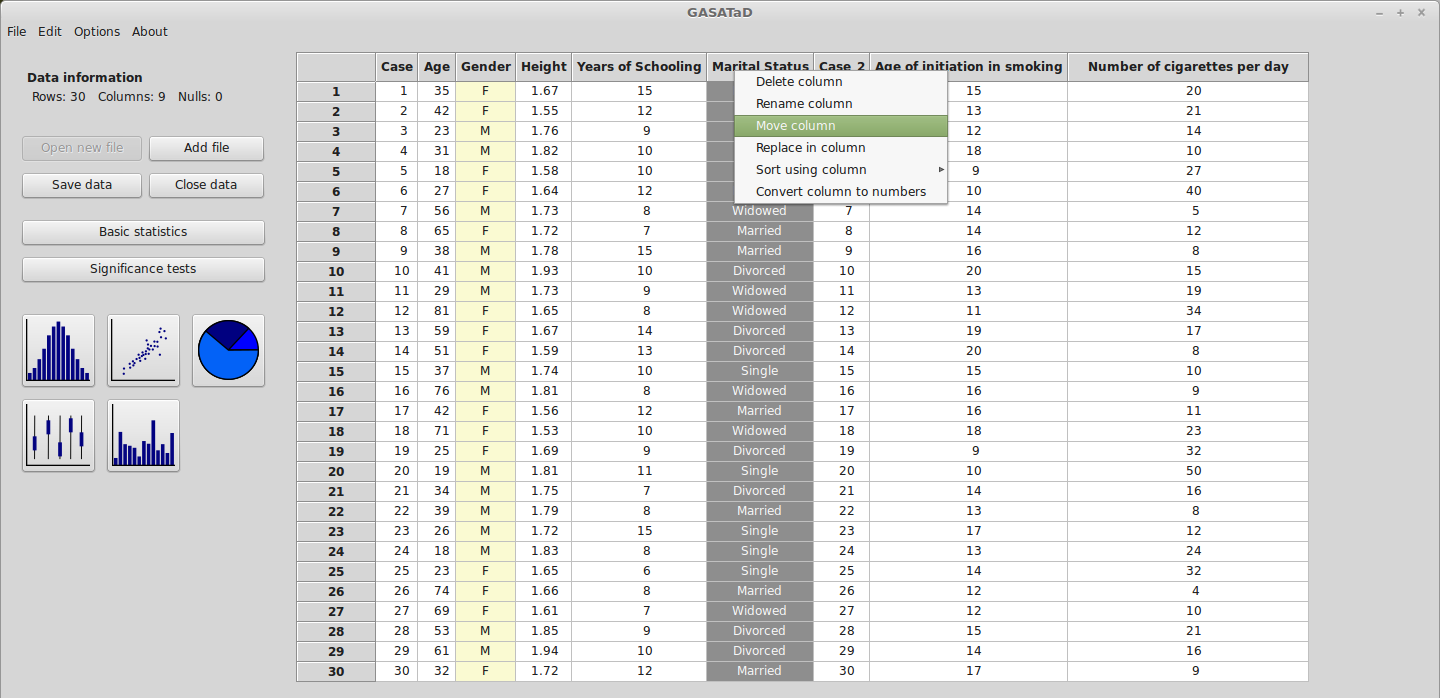 GASATaD
File Edit Options About
Data information
Rows: 30 Columns: 9 Nulls: 0
Open new file Add file
Save data Close data
Basic statistics
Significance tests
Case Age Gender Height Years of Schooling Marital Status Case_2 Age of initiation in smoking Number of cigarettes per day
Delete column
Rename column
Move column
Replace in column
Sort using column
Convert column to numbers
1 1 35 F 1.67 15 15 20
2 2 42 F 1.55 12 13 21
3 3 23 M 1.76 9 12 14
4 4 31 M 1.82 10 18 10
5 5 18 F 1.58 10 9 27
6 6 27 F 1.64 12 10 40
7 7 56 M 1.73 8 Widowed 7 14 5
8 8 65 F 1.72 7 Married 8 14 12
9 9 38 M 1.78 15 Married 9 16 8
10 10 41 M 1.93 10 Divorced 10 20 15
11 11 29 M 1.73 9 Widowed 11 13 19
12 12 81 F 1.65 8 Widowed 12 11 34
13 13 59 F 1.67 14 Divorced 13 19 17
14 14 51 F 1.59 13 Divorced 14 20 8
15 15 37 M 1.74 10 Single 15 15 10
16 16 76 M 1.81 8 Widowed 16 16 9
17 17 42 F 1.56 12 Married 17 16 11
18 18 71 F 1.53 10 Widowed 18 18 23
19 19 25 F 1.69 9 Divorced 19 9 32
20 20 19 M 1.81 11 Single 20 10 50
21 21 34 M 1.75 7 Divorced 21 14 16
22 22 39 M 1.79 8 Married 22 13 8
23 23 26 M 1.72 15 Single 23 17 12
24 24 18 M 1.83 8 Single 24 13 24
25 25 23 F 1.65 6 Single 25 14 32
26 26 74 F 1.66 8 Married 26 12 4
27 27 69 F 1.61 7 Widowed 27 12 10
28 28 53 M 1.85 9 Divorced 28 15 21
29 29 61 M 1.94 10 Divorced 29 14 16
30 30 32 F 1.72 12 Married 30 17 9